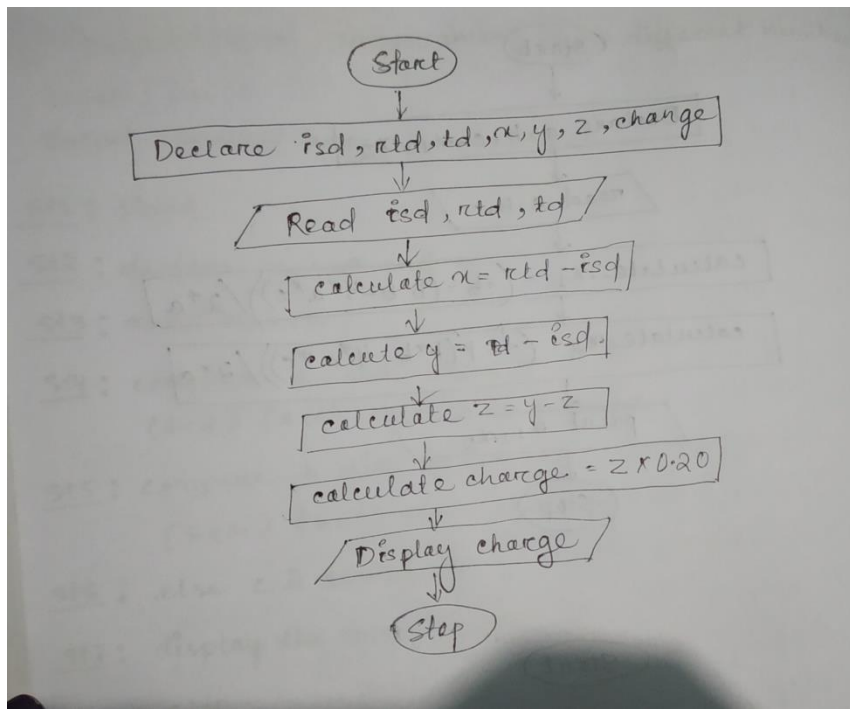 Start
Declare isd, rtd, td, x, y, z, charge
Read isd, rtd, td
calculate x = rtd - isd
calcute y = td - isd
calculate z = y - z
calculate charge = z x 0.20
Display charge
Stop